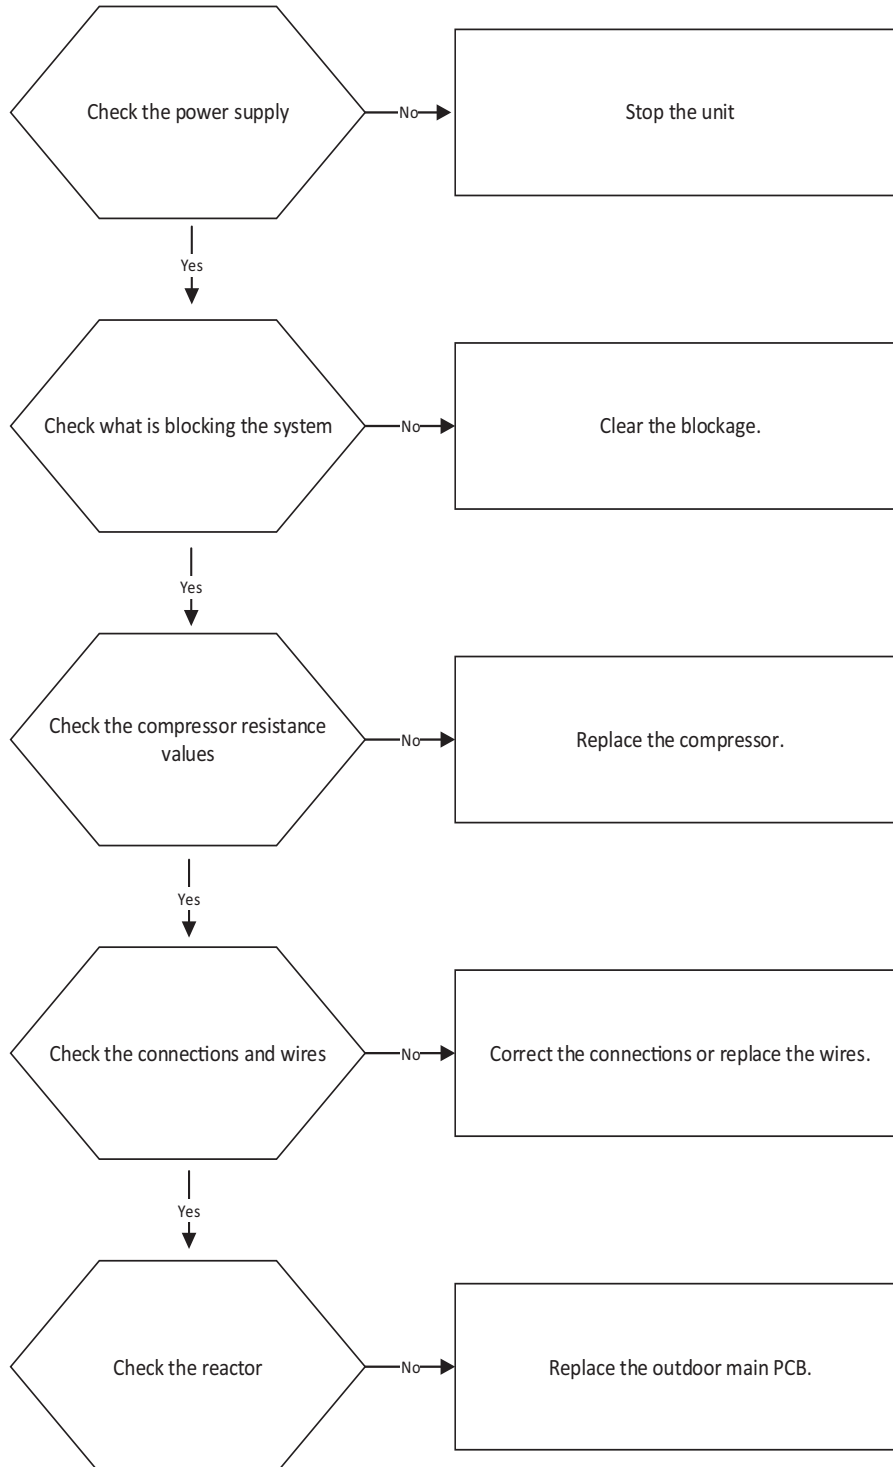 Check the power supply
No
Stop the unit
Yes
Check what is blocking the system
No
Clear the blockage.
Yes
Check the compressor resistance
values
No
Replace the compressor.
Yes
Check the connections and wires
No
Correct the connections or replace the wires.
Yes
Check the reactor
No
Replace the outdoor main PCB.